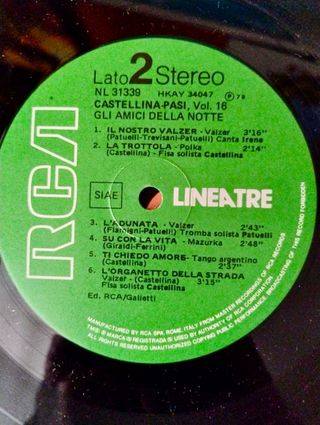 Lato 2 Stereo
NL 31339 HKAY 34047 Ⓟ 78
CASTELLINA-PASI, Vol. 16
GLI AMICI DELLA NOTTE
1. IL NOSTRO VALZER - Valzer 3'16"
(Patuelli-Trevisani-Patuelli) Canta Irene
2. LA TROTTOLA - Polka 2'14"
(Castellina) - Fisa solista Castellina
RCA
SIAE
LINEATRE
3. L'ADUNATA - Valzer 2'43"
(Fiamigni-Patuelli) Tromba solista Patuelli
4. SU CON LA VITA - Mazurka 2'48"
(Giraldi-Ferrini)
5. TI CHIEDO AMORE - Tango argentino
(Castellina) 2'37"
6. L'ORGANETTO DELLA STRADA
Valzer - (Castellina) 3'15"
Fisa solista Castellina
Ed. RCA/Galletti
MANUFACTURED BY RCA SPA, ROME, ITALY, FROM MASTER RECORDINGS OF RCA RECORDS
TMK(S) ® MARCA(S) REGISTRADA(S) USED BY AUTHORITY OF RCA CORPORATION
ALL RIGHTS RESERVED UNAUTHORIZED COPYING PUBLIC PERFORMANCE BROADCASTING OF THIS RECORD FORBIDDEN